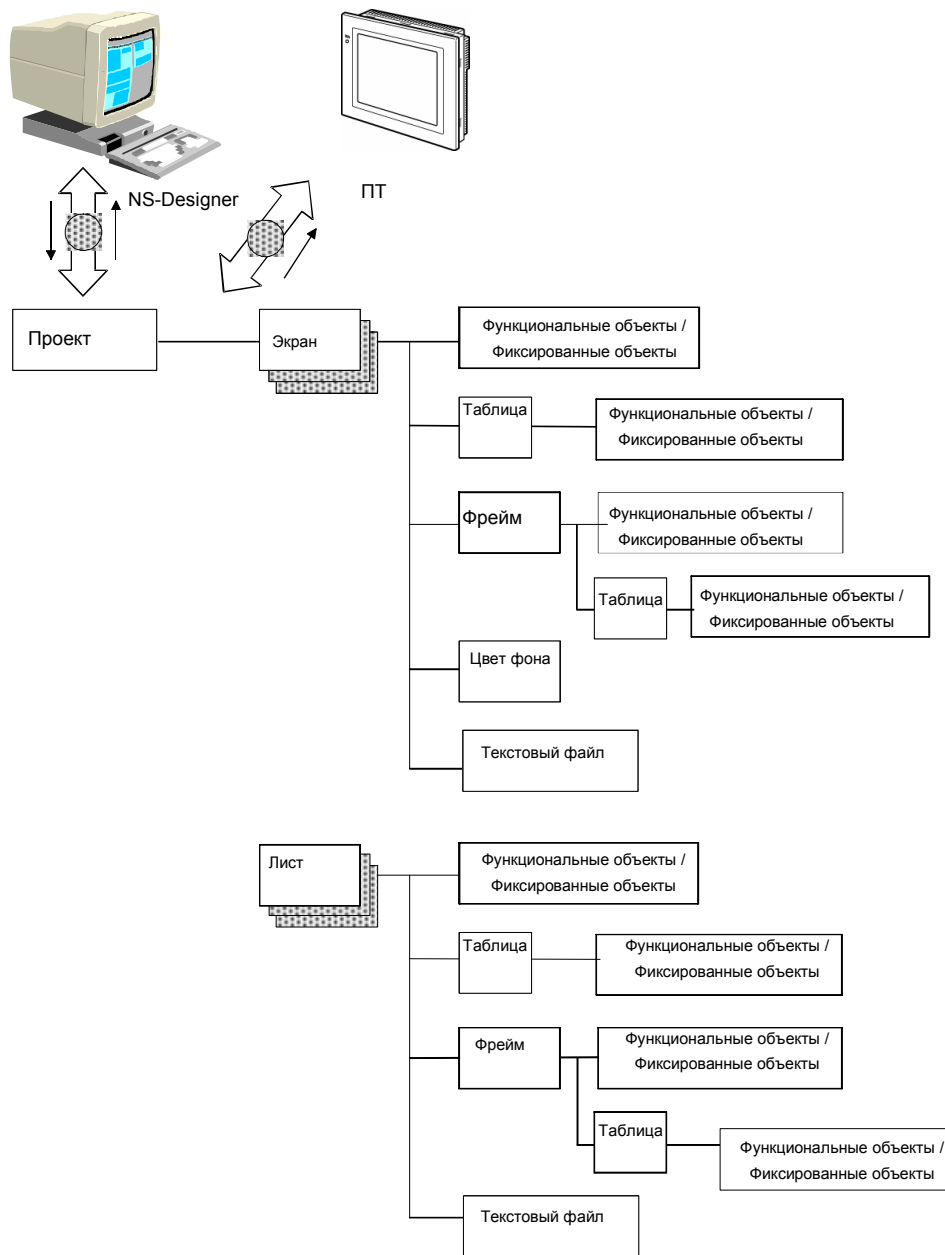 NS-Designer
ПТ
Проект
Экран
Функциональные объекты /
Фиксированные объекты
Таблица
Функциональные объекты /
Фиксированные объекты
Фрейм
Функциональные объекты /
Фиксированные объекты
Таблица
Функциональные объекты /
Фиксированные объекты
Цвет фона
Текстовый файл
Лист
Функциональные объекты /
Фиксированные объекты
Таблица
Функциональные объекты /
Фиксированные объекты
Фрейм
Функциональные объекты /
Фиксированные объекты
Таблица
Функциональные объекты /
Фиксированные объекты
Текстовый файл